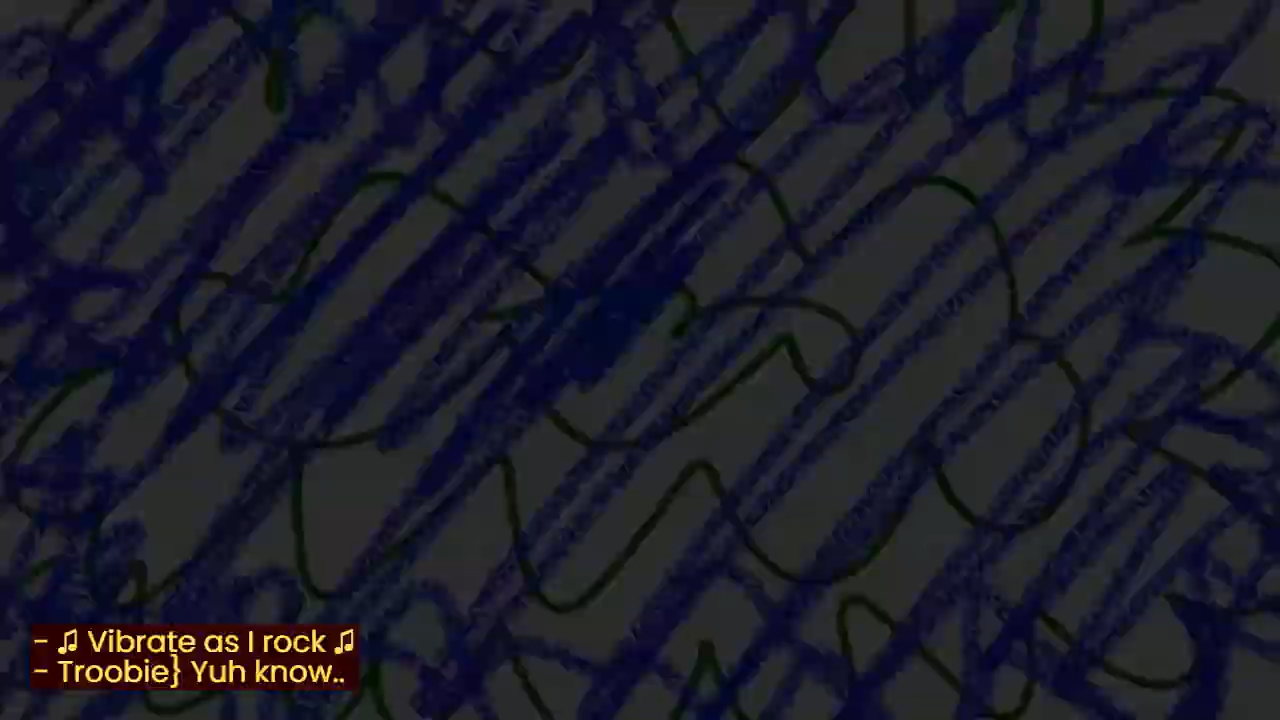 - ♫ Vibrate as I rock ♫
- Troobie} Yuh know..